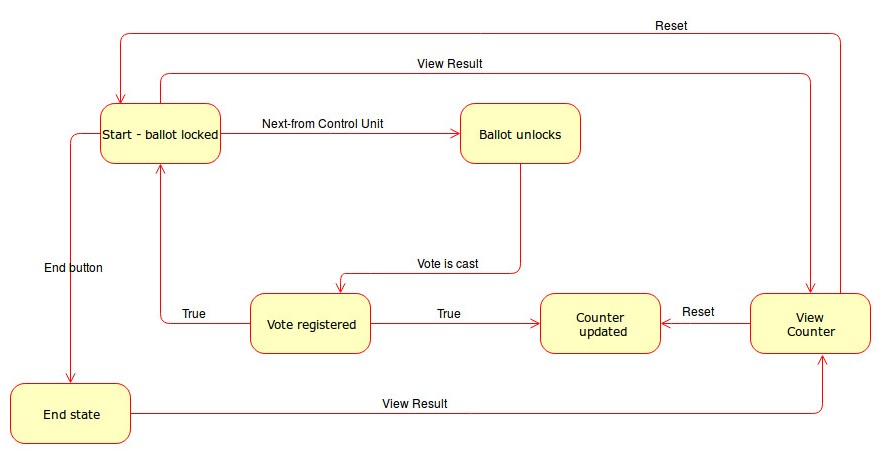 Reset
View Result
Next-from Control Unit
Start - ballot locked
Ballot unlocks
End button
Vote is cast
True
Vote registered
True
Counter
updated
Reset
View
Counter
End state
View Result